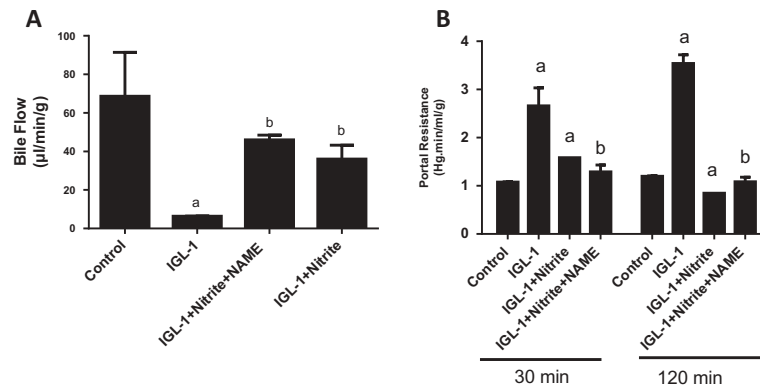 A
Bile Flow
(µl/min/g)
100
80
60
40
20
0
a
b
b
Control
IGL-1
IGL-1+Nitrite+NAME
IGL-1+Nitrite
B
Portal Resistance
(Hg.min/ml/g)
4
3
2
1
0
a
a
b
a
a
b
Control
IGL-1
IGL-1+Nitrite
IGL-1+Nitrite+NAME
Control
IGL-1
IGL-1+Nitrite
IGL-1+Nitrite+NAME
30 min
120 min